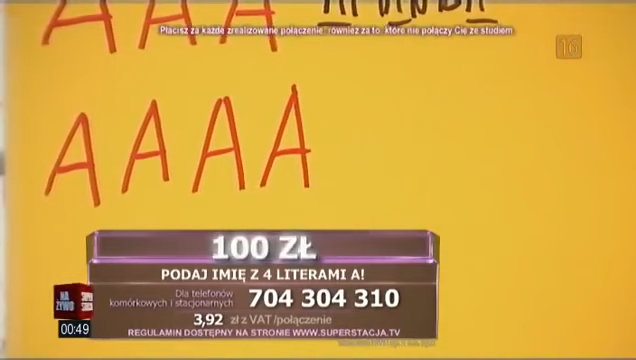 A A A
Płacisz za każde zrealizowane połączenie, również za to, które nie połączy Cię ze studiem
16
A A A A
100 ZŁ
PODAJ IMIĘ Z 4 LITERAMI A!
Dla telefonów
komórkowych i stacjonarnych
704 304 310
3,92 zł z VAT/połączenie
REGULAMIN DOSTĘPNY NA STRONIE WWW.SUPERSTACJA.TV
NA ŻYWO
00:49